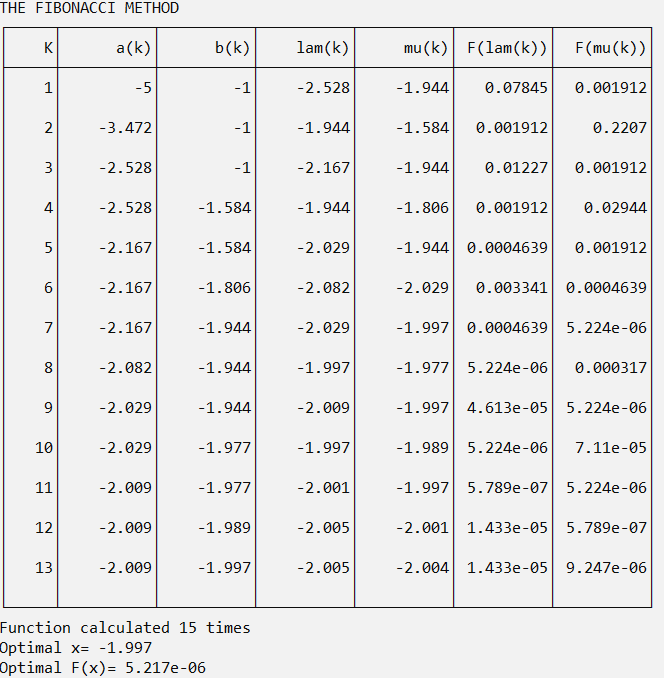 THE FIBONACCI METHOD
K a(k) b(k) lam(k) mu(k) F(lam(k)) F(mu(k))
1 -5 -1 -2.528 -1.944 0.07845 0.001912
2 -3.472 -1 -1.944 -1.584 0.001912 0.2207
3 -2.528 -1 -2.167 -1.944 0.01227 0.001912
4 -2.528 -1.584 -1.944 -1.806 0.001912 0.02944
5 -2.167 -1.584 -2.029 -1.944 0.0004639 0.001912
6 -2.167 -1.806 -2.082 -2.029 0.003341 0.0004639
7 -2.167 -1.944 -2.029 -1.997 0.0004639 5.224e-06
8 -2.082 -1.944 -1.997 -1.977 5.224e-06 0.000317
9 -2.029 -1.944 -2.009 -1.997 4.613e-05 5.224e-06
10 -2.029 -1.977 -1.997 -1.989 5.224e-06 7.11e-05
11 -2.009 -1.977 -2.001 -1.997 5.789e-07 5.224e-06
12 -2.009 -1.989 -2.005 -2.001 1.433e-05 5.789e-07
13 -2.009 -1.997 -2.005 -2.004 1.433e-05 9.247e-06
Function calculated 15 times
Optimal x= -1.997
Optimal F(x)= 5.217e-06